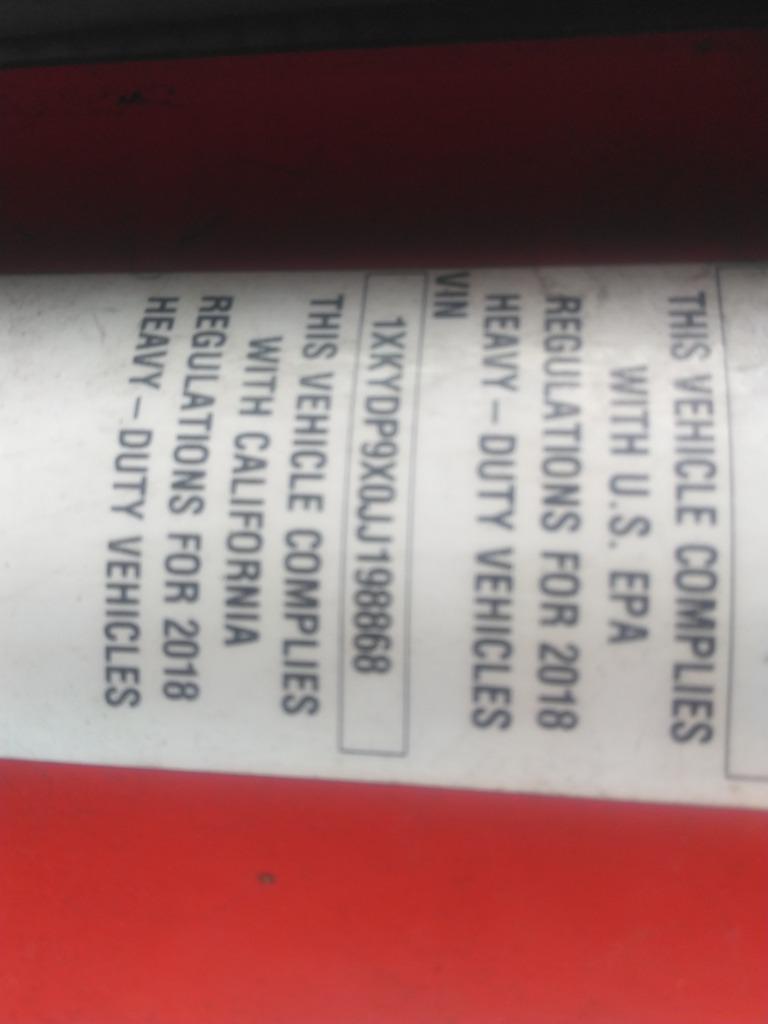 THIS VEHICLE COMPLIES
WITH U.S. EPA
REGULATIONS FOR 2018
HEAVY-DUTY VEHICLES
VIN
1XKYDP9X0JJ198868
THIS VEHICLE COMPLIES
WITH CALIFORNIA
REGULATIONS FOR 2018
HEAVY-DUTY VEHICLES